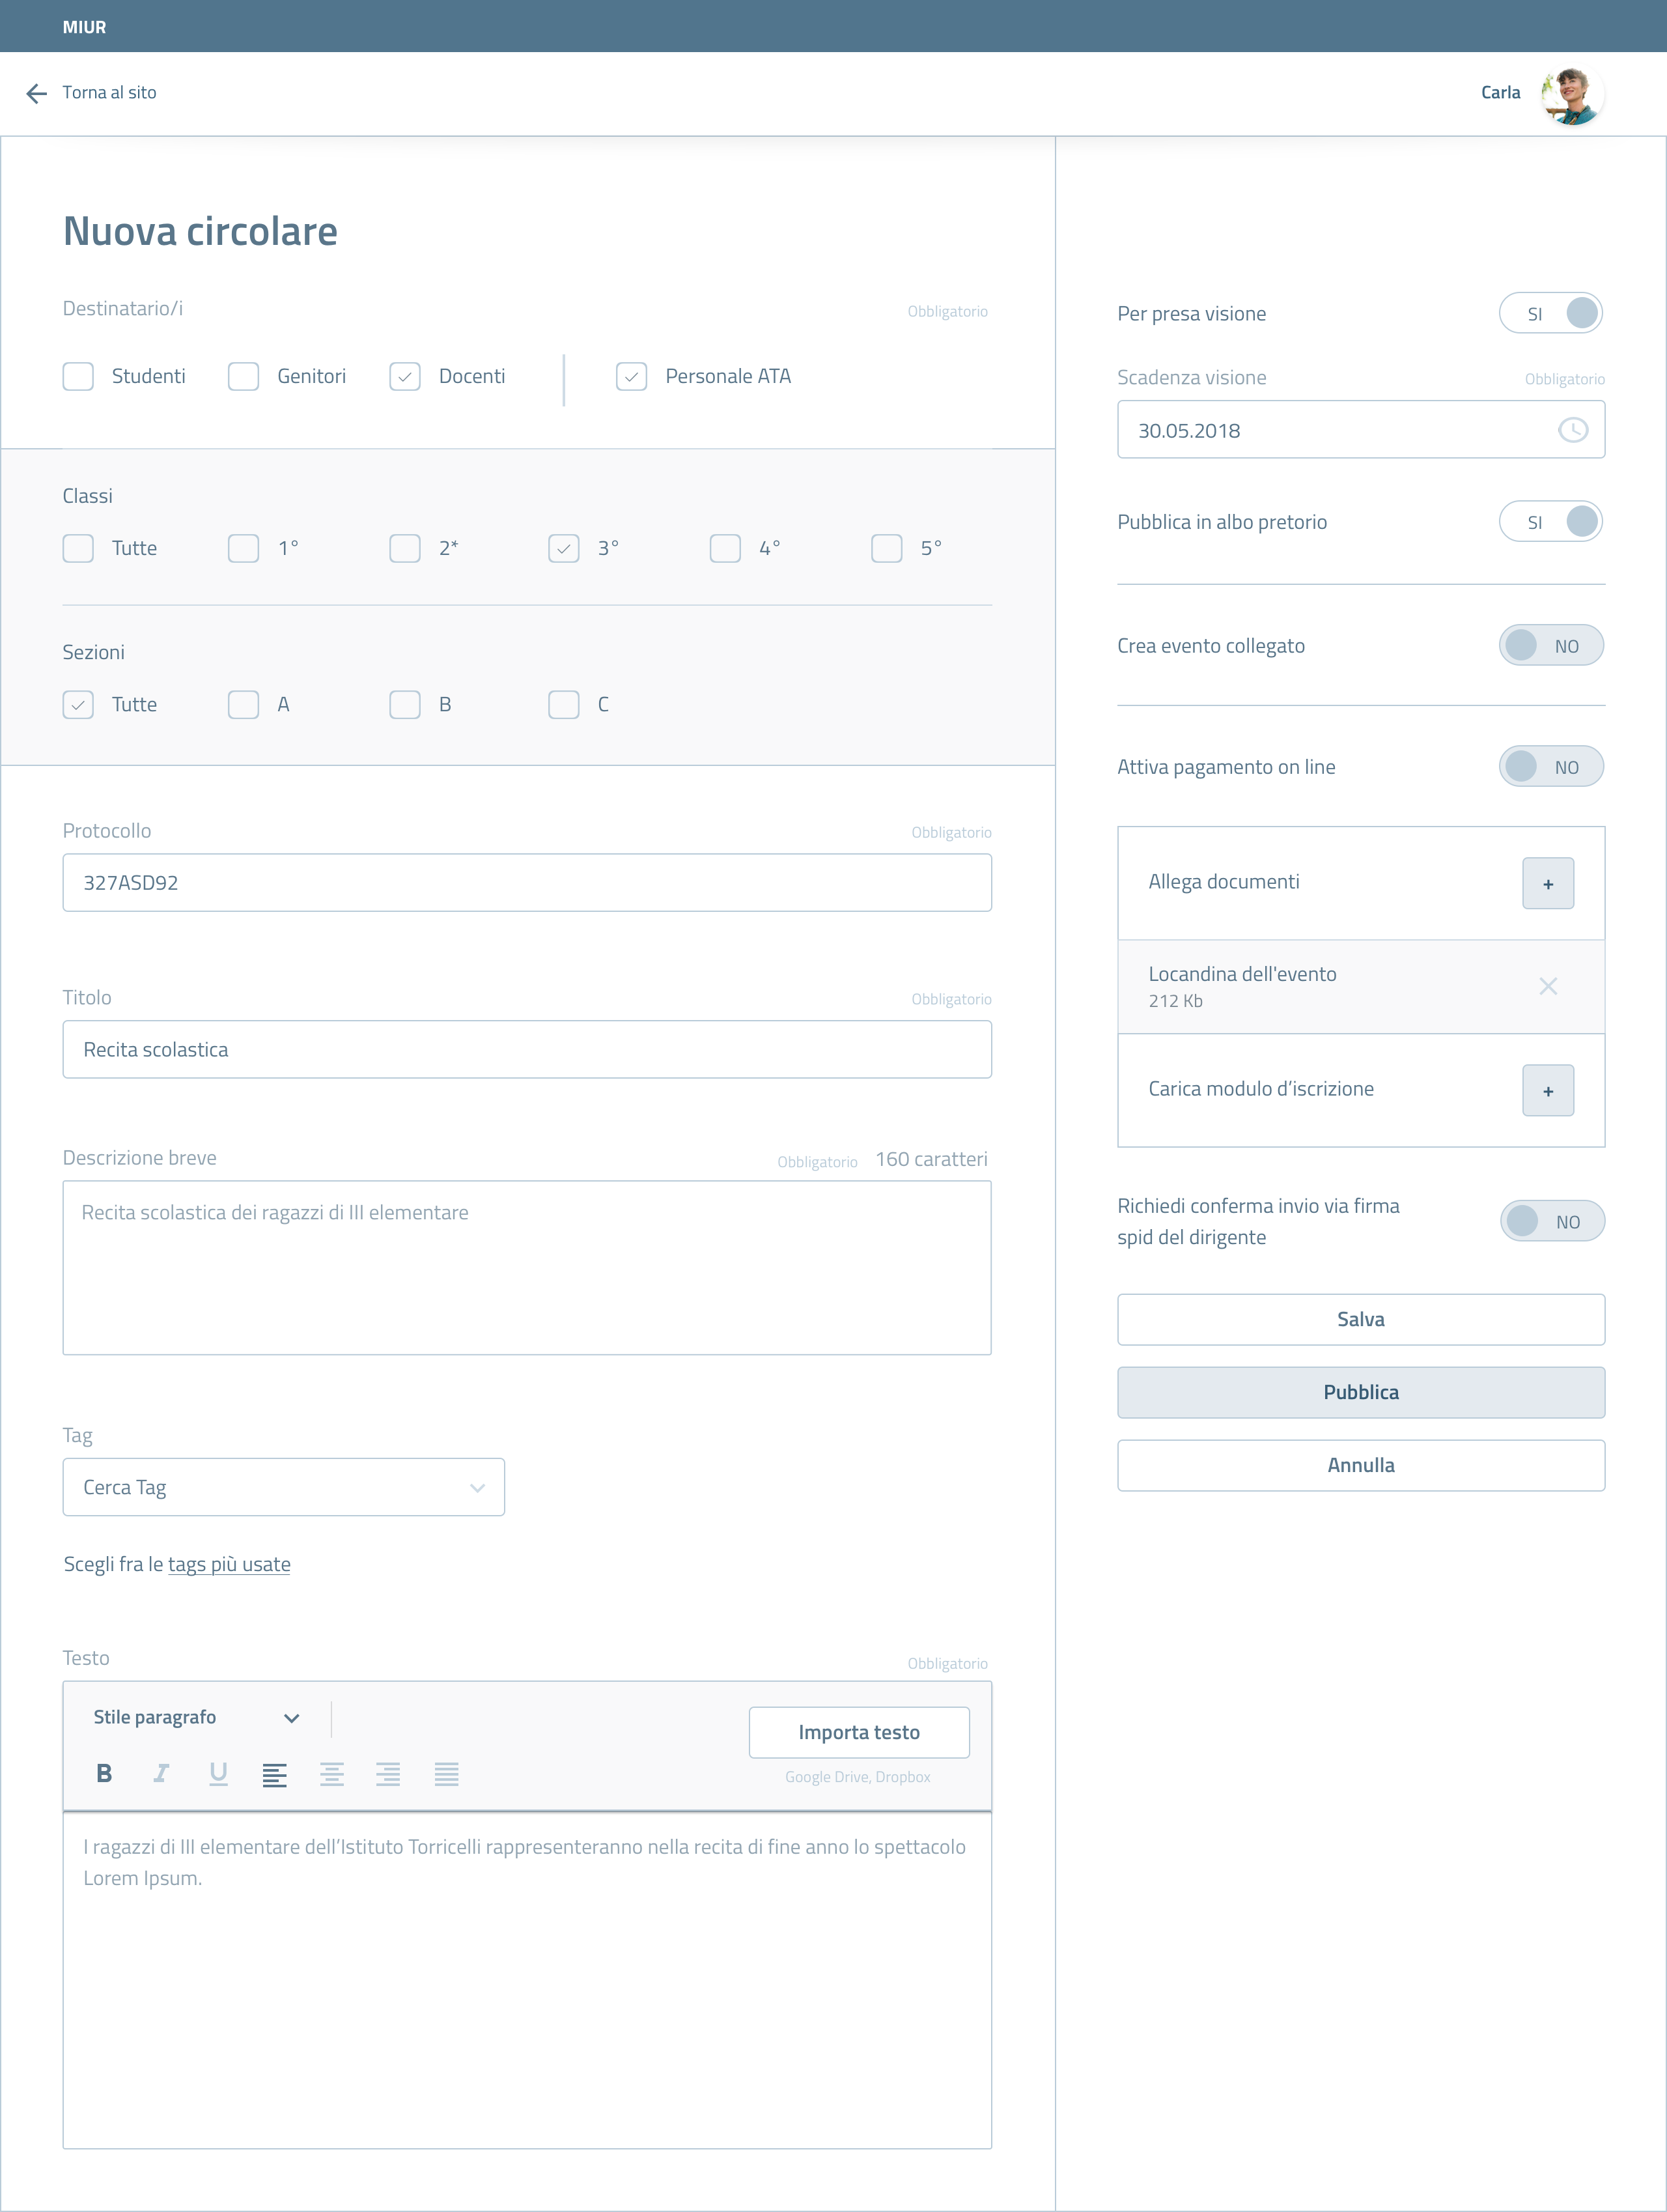 MIUR
Torna al sito
Carla
Nuova circolare
Destinatario/i Obbligatorio
Studenti Genitori Docenti Personale ATA
Classi
Tutte 1° 2* 3° 4° 5°
Sezioni
Tutte A B C
Protocollo Obbligatorio
327ASD92
Titolo Obbligatorio
Recita scolastica
Descrizione breve Obbligatorio 160 caratteri
Recita scolastica dei ragazzi di III elementare
Tag
Cerca Tag
Scegli fra le tags più usate
Testo Obbligatorio
Stile paragrafo
Importa testo
B I U
Google Drive, Dropbox
I ragazzi di III elementare dell’Istituto Torricelli rappresenteranno nella recita di fine anno lo spettacolo
Lorem Ipsum.
Per presa visione SI
Scadenza visione Obbligatorio
30.05.2018
Pubblica in albo pretorio SI
Crea evento collegato NO
Attiva pagamento on line NO
Allega documenti +
Locandina dell'evento
212 Kb
Carica modulo d’iscrizione +
Richiedi conferma invio via firma
spid del dirigente NO
Salva
Pubblica
Annulla